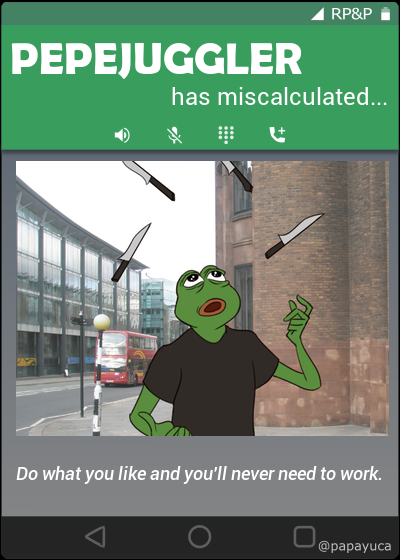 RP&P
PEPEJUGGLER
has miscalculated...
Do what you like and you'll never need to work.
@papayuca